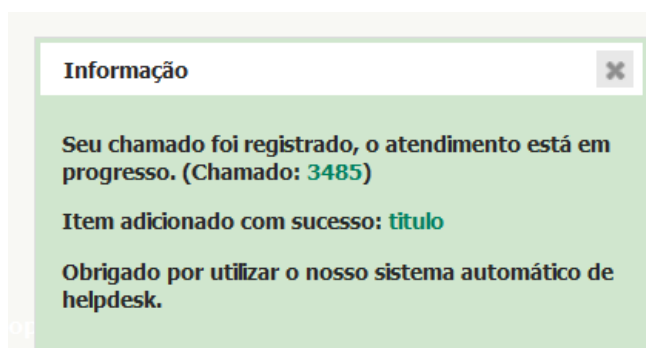 Informação
Seu chamado foi registrado, o atendimento está em
progresso. (Chamado: 3485)
Item adicionado com sucesso: titulo
Obrigado por utilizar o nosso sistema automático de
helpdesk.